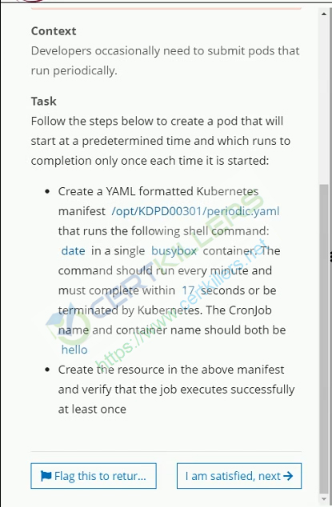 Context
Developers occasionally need to submit pods that
run periodically.
Task
Follow the steps below to create a pod that will
start at a predetermined time and which runs to
completion only once each time it is started:
• Create a YAML formatted Kubernetes
manifest /opt/KDPD00301/periodic.yaml
that runs the following shell command:
date in a single busybox container. The
command should run every minute and
must complete within 17 seconds or be
terminated by Kubernetes. The CronJob
name and container name should both be
hello
• Create the resource in the above manifest
and verify that the job executes successfully
at least once
Flag this to retur...
I am satisfied, next →
CERTKILLERS
https://www.certkillers.net